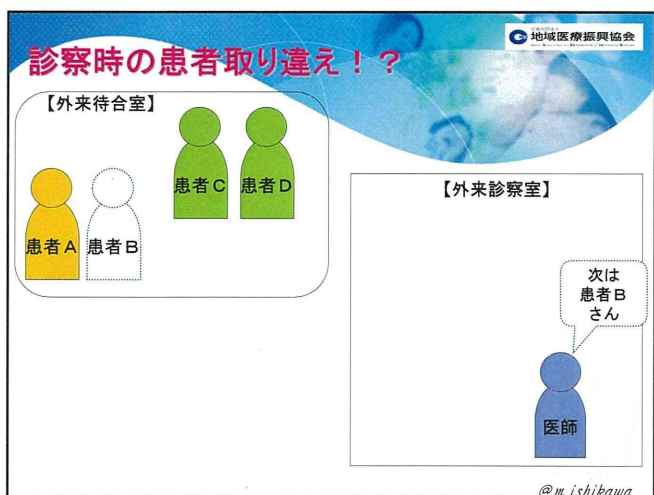 地域医療振興協会
診察時の患者取り違え！？
【外来待合室】
患者C
患者D
患者A
患者B
【外来診察室】
次は
患者B
さん
医師
@m.ishikawa